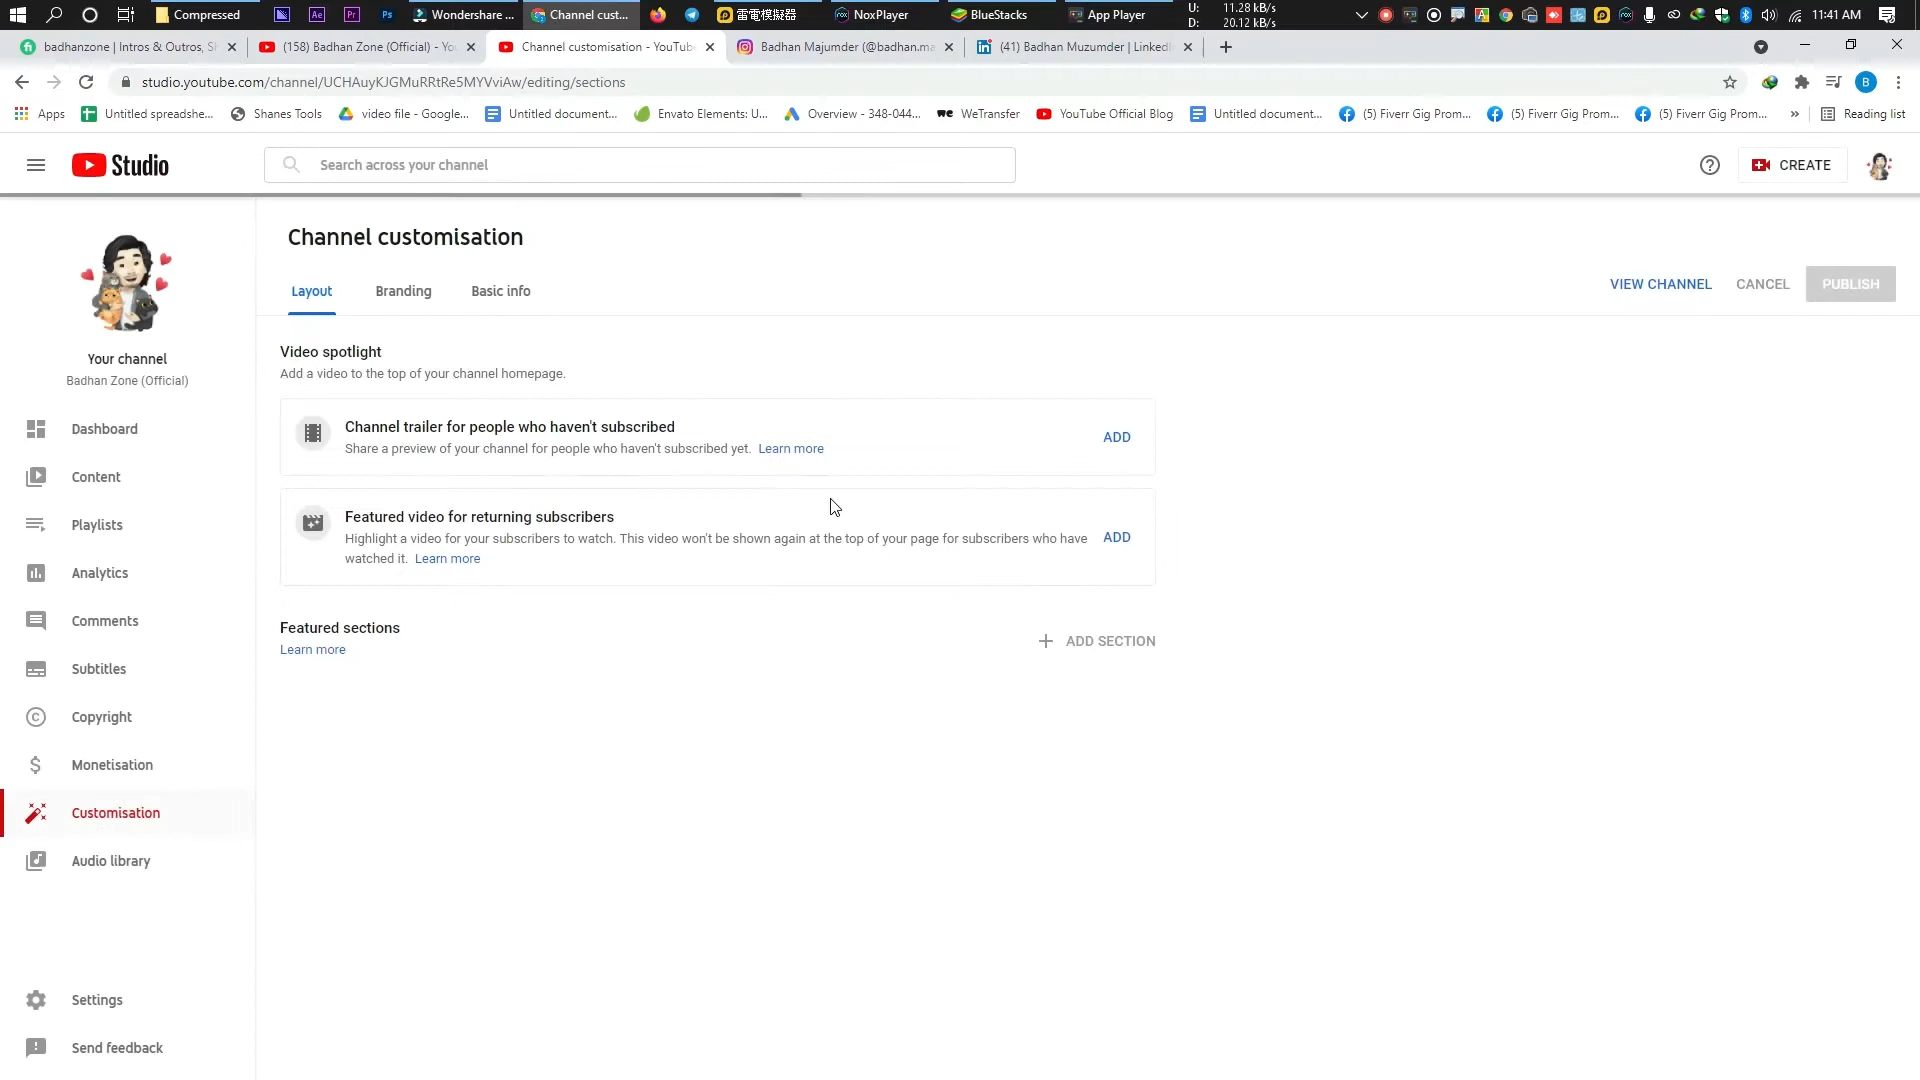 Compressed
Ae
Pr
Ps
Wondershare ...
Channel cust...
雷電模擬器
NoxPlayer
BlueStacks
App Player
U: 11.28 kB/s
D: 20.12 kB/s
11:41 AM
badhanzone | Intros & Outros, S
(158) Badhan Zone (Official) - Yo
Channel customisation - YouTub
Badhan Majumder (@badhan.ma
(41) Badhan Muzumder | LinkedI
studio.youtube.com/channel/UCHAuyKJGMuRRtRe5MYVviAw/editing/sections
B
Apps
Untitled spreadshe...
Shanes Tools
video file - Google...
Untitled document...
Envato Elements: U...
Overview - 348-044...
WeTransfer
YouTube Official Blog
Untitled document...
(5) Fiverr Gig Prom...
(5) Fiverr Gig Prom...
(5) Fiverr Gig Prom...
»
Reading list
Studio
Search across your channel
CREATE
Channel customisation
Layout
Branding
Basic info
VIEW CHANNEL
CANCEL
PUBLISH
Your channel
Badhan Zone (Official)
Dashboard
Content
Playlists
Analytics
Comments
Subtitles
Copyright
Monetisation
Customisation
Audio library
Settings
Send feedback
Video spotlight
Add a video to the top of your channel homepage.
Channel trailer for people who haven't subscribed
Share a preview of your channel for people who haven't subscribed yet. Learn more
ADD
Featured video for returning subscribers
Highlight a video for your subscribers to watch. This video won't be shown again at the top of your page for subscribers who have
watched it. Learn more
ADD
Featured sections
Learn more
ADD SECTION